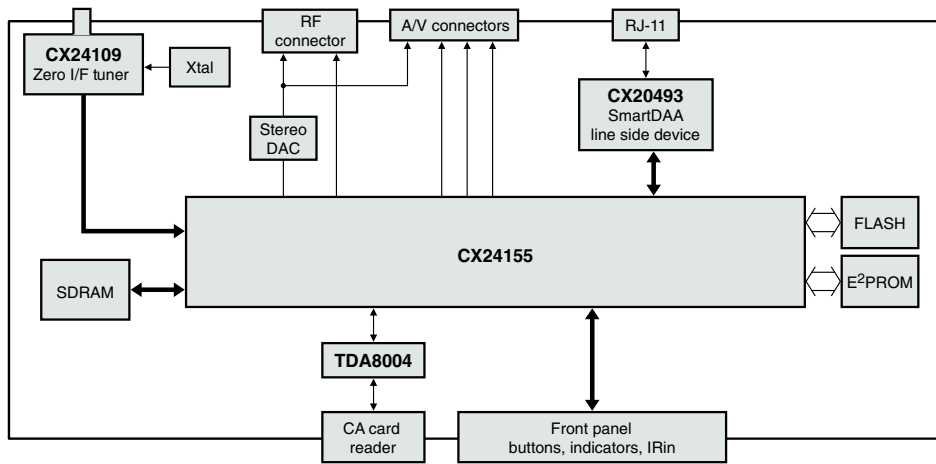 RF
connector
A/V connectors
RJ-11
CX24109
Zero I/F tuner
Xtal
CX20493
SmartDAA
line side device
Stereo
DAC
CX24155
FLASH
E²PROM
SDRAM
TDA8004
CA card
reader
Front panel
buttons, indicators, IRin